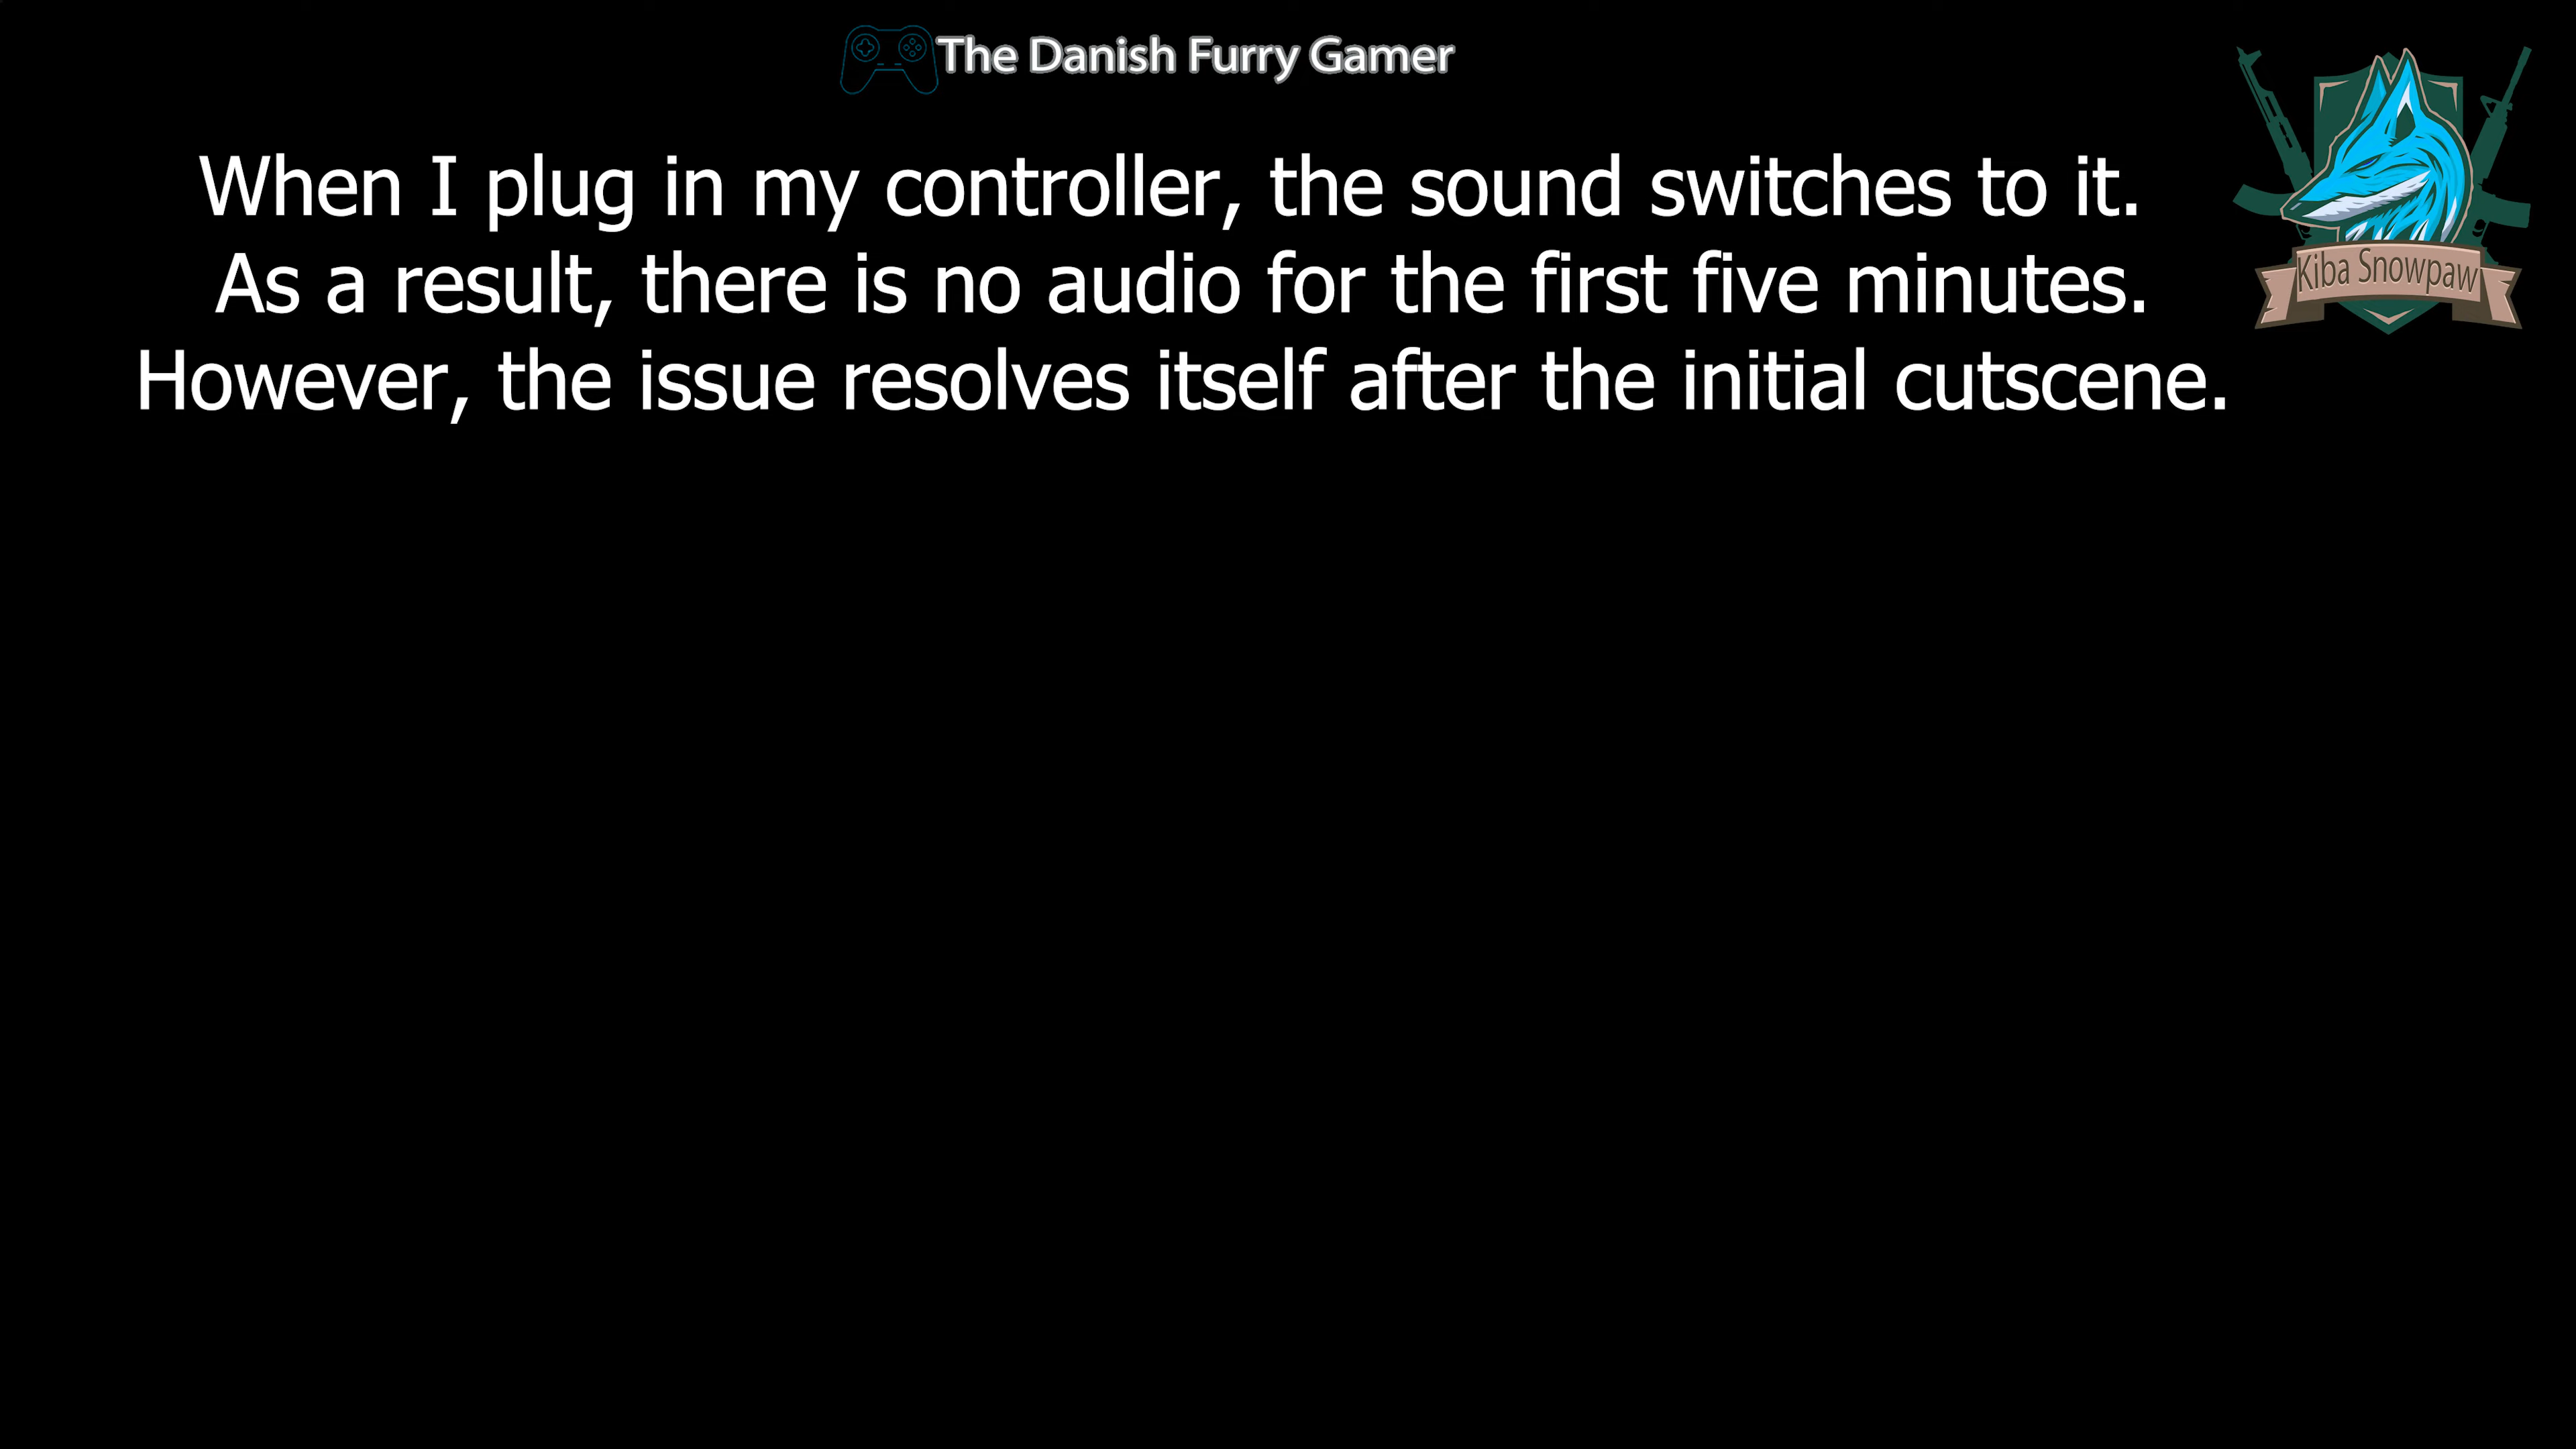 The Danish Furry Gamer
When I plug in my controller, the sound switches to it.
As a result, there is no audio for the first five minutes.
However, the issue resolves itself after the initial cutscene.
Kiba Snowpaw